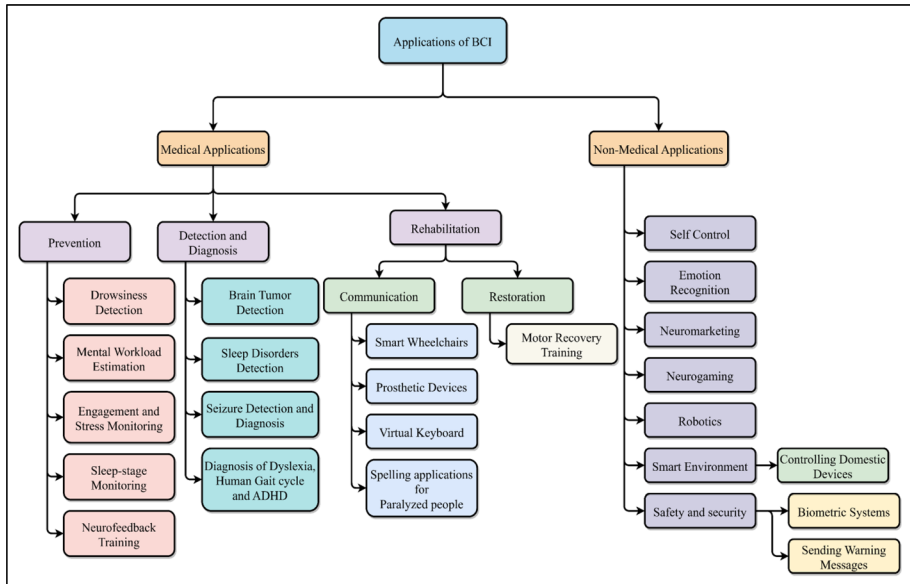 Applications of BCI
Medical Applications
Non-Medical Applications
Prevention
Detection and
Diagnosis
Rehabilitation
Communication
Restoration
Drowsiness
Detection
Mental Workload
Estimation
Engagement and
Stress Monitoring
Sleep-stage
Monitoring
Neurofeedback
Training
Brain Tumor
Detection
Sleep Disorders
Detection
Seizure Detection and
Diagnosis
Diagnosis of Dyslexia,
Human Gait cycle
and ADHD
Smart Wheelchairs
Prosthetic Devices
Virtual Keyboard
Spelling applications
for
Paralyzed people
Motor Recovery
Training
Self Control
Emotion
Recognition
Neuromarketing
Neurogaming
Robotics
Smart Environment
Controlling Domestic
Devices
Safety and security
Biometric Systems
Sending Warning
Messages